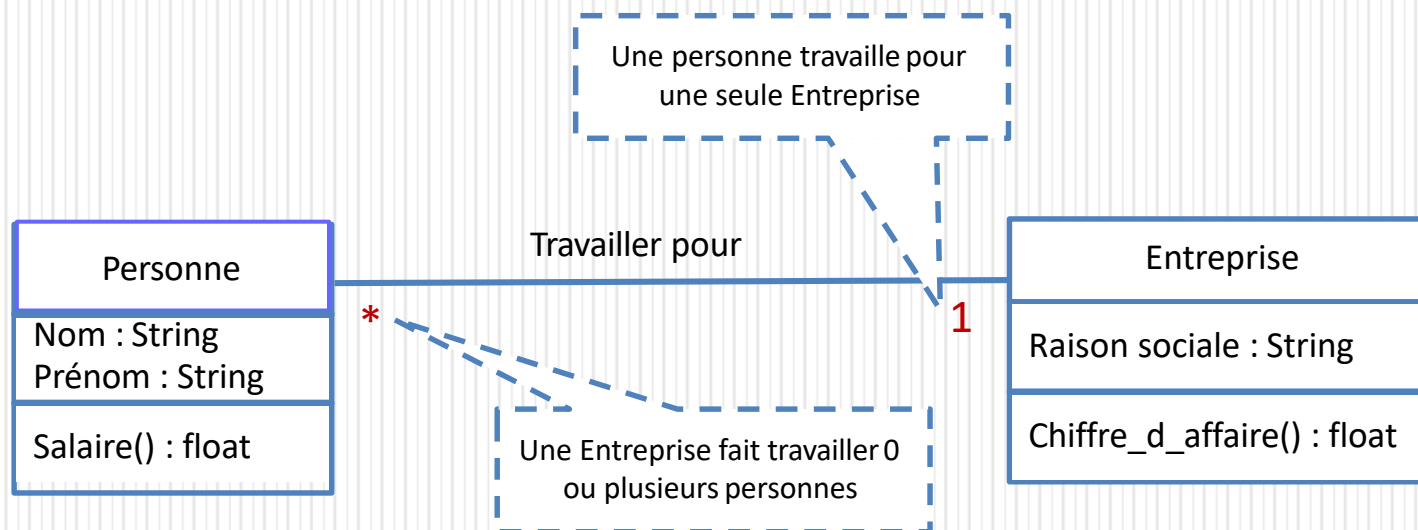 Une personne travaille pour
une seule Entreprise
Travailler pour
Personne
Nom : String
Prénom : String
Salaire() : float
*
1
Entreprise
Raison sociale : String
Chiffre_d_affaire() : float
Une Entreprise fait travailler 0
ou plusieurs personnes